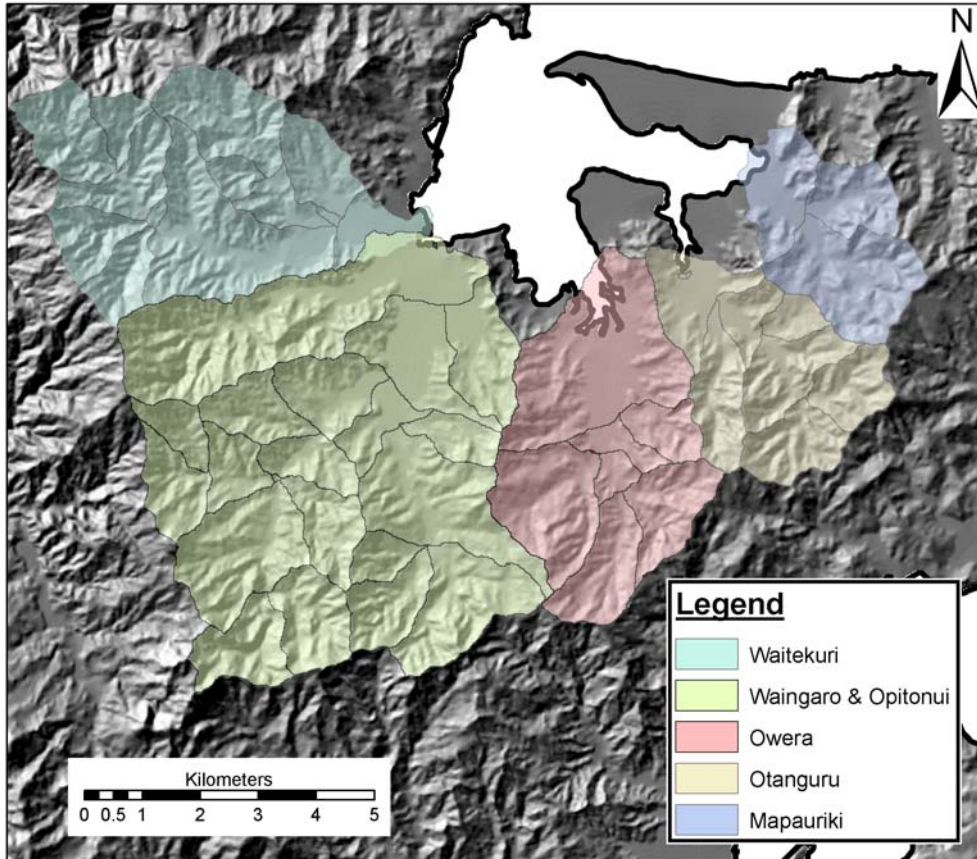 N
Legend
Waitekuri
Waingaro & Opitonui
Owera
Otanguru
Mapauriki
Kilometers
0 0.5 1 2 3 4 5